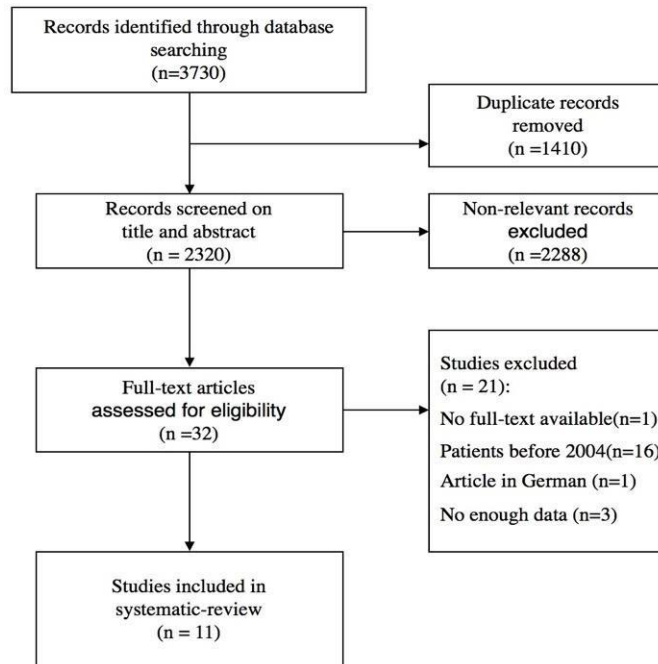 Records identified through database
searching
(n=3730)
Duplicate records
removed
(n =1410)
Records screened on
title and abstract
(n = 2320)
Non-relevant records
excluded
(n =2288)
Full-text articles
assessed for eligibility
(n =32)
Studies excluded
(n = 21):
No full-text available(n=1)
Patients before 2004(n=16)
Article in German (n=1)
No enough data (n=3)
Studies included in
systematic-review
(n = 11)